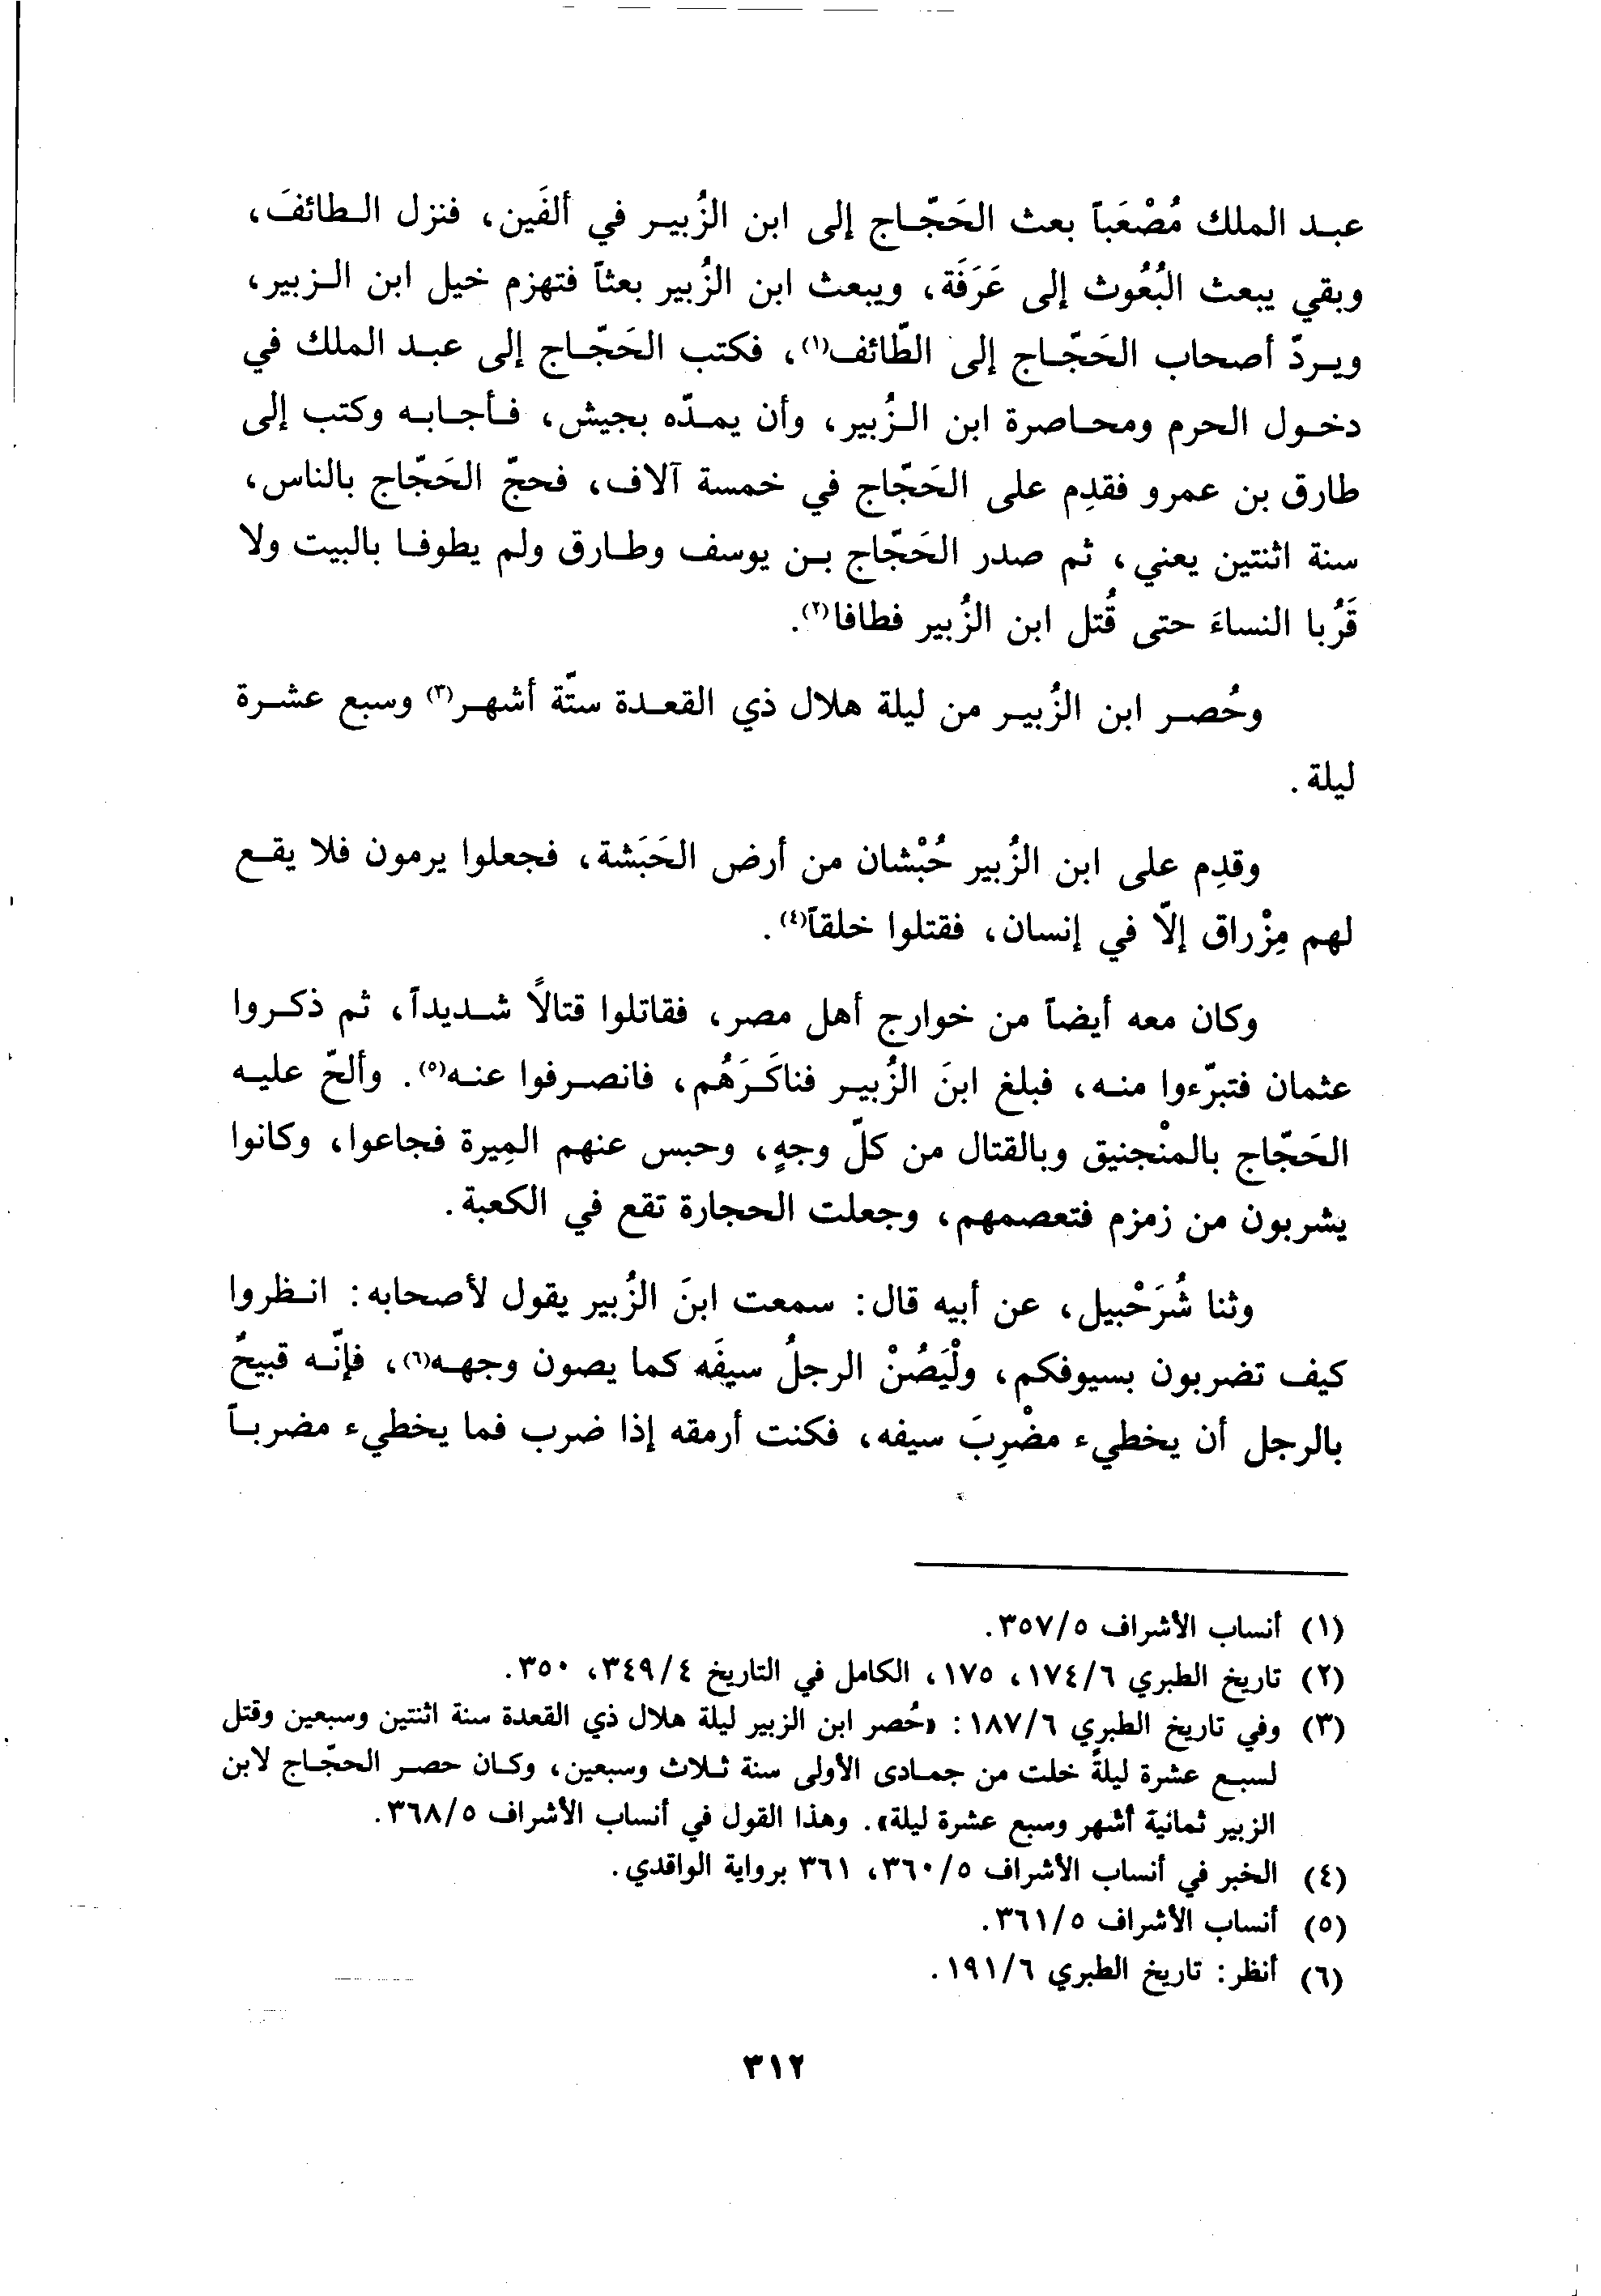 عبد الملك مُصْعَباً بعث الحَجّاج إلى ابن الزُبير في ألفَين، فنزل الطائفَ،
وبقي يبعث البُعُوث إلى عَرَفَة، ويبعث ابن الزُبير بعثاً فتهزم خيل ابن الزبير،
ويردّ أصحاب الحَجّاج إلى الطّائف(١)، فكتب الحَجّاج إلى عبد الملك في
دخول الحرم ومحاصرة ابن الزُبير، وأن يمدّه بجيش، فأجابه وكتب إلى
طارق بن عمرو فقدِم على الحَجّاج في خمسة آلاف، فحجّ الحَجّاج بالناس،
سنة اثنتين يعني، ثم صدر الحَجّاج بن يوسف وطارق ولم يطوفا بالبيت ولا
قَرُبا النساءَ حتى قُتل ابن الزُبير فطافا(٢).
وحُصر ابن الزُبير من ليلة هلال ذي القعدة ستّة أشهر(٣) وسبع عشرة
ليلة.
وقدِم على ابن الزُبير حُبْشان من أرض الحَبَشة، فجعلوا يرمون فلا يقع
لهم مِزْراق إلّا في إنسان، فقتلوا خلقاً(٤).
وكان معه أيضاً من خوارج أهل مصر، فقاتلوا قتالًا شديداً، ثم ذكروا
عثمان فتبرّءوا منه، فبلغ ابنَ الزُبير فناكَرَهُم، فانصرفوا عنه(٥). وألحّ عليه
الحَجّاج بالمنْجنيق وبالقتال من كلّ وجهٍ، وحبس عنهم المِيرة فجاعوا، وكانوا
يشربون من زمزم فتعصمهم، وجعلت الحجارة تقع في الكعبة.
وثنا شُرَحْبيل، عن أبيه قال: سمعت ابنَ الزُبير يقول لأصحابه: انظروا
كيف تضربون بسيوفكم، ولْيَصُنْ الرجلُ سيفَه كما يصون وجهه(٦)، فإنّه قبيحُ
بالرجل أن يخطيء مضْرِبَ سيفه، فكنت أرمقه إذا ضرب فما يخطيء مضرباً
(١) أنساب الأشراف ٣٥٧/٥.
(٢) تاريخ الطبري ١٧٤/٦، ١٧٥، الكامل في التاريخ ٣٤٩/٤، ٣٥٠.
(٣) وفي تاريخ الطبري ١٨٧/٦: «حُصر ابن الزبير ليلة هلال ذي القعدة سنة اثنتين وسبعين وقتل
لسبع عشرة ليلةً خلت من جمادى الأولى سنة ثلاث وسبعين، وكان حصر الحجّاج لابن
الزبير ثمانية أشهر وسبع عشرة ليلة». وهذا القول في أنساب الأشراف ٣٦٨/٥.
(٤) الخبر في أنساب الأشراف ٣٦٠/٥، ٣٦١ برواية الواقدي.
(٥) أنساب الأشراف ٣٦١/٥.
(٦) أنظر: تاريخ الطبري ١٩١/٦.
٣١٢